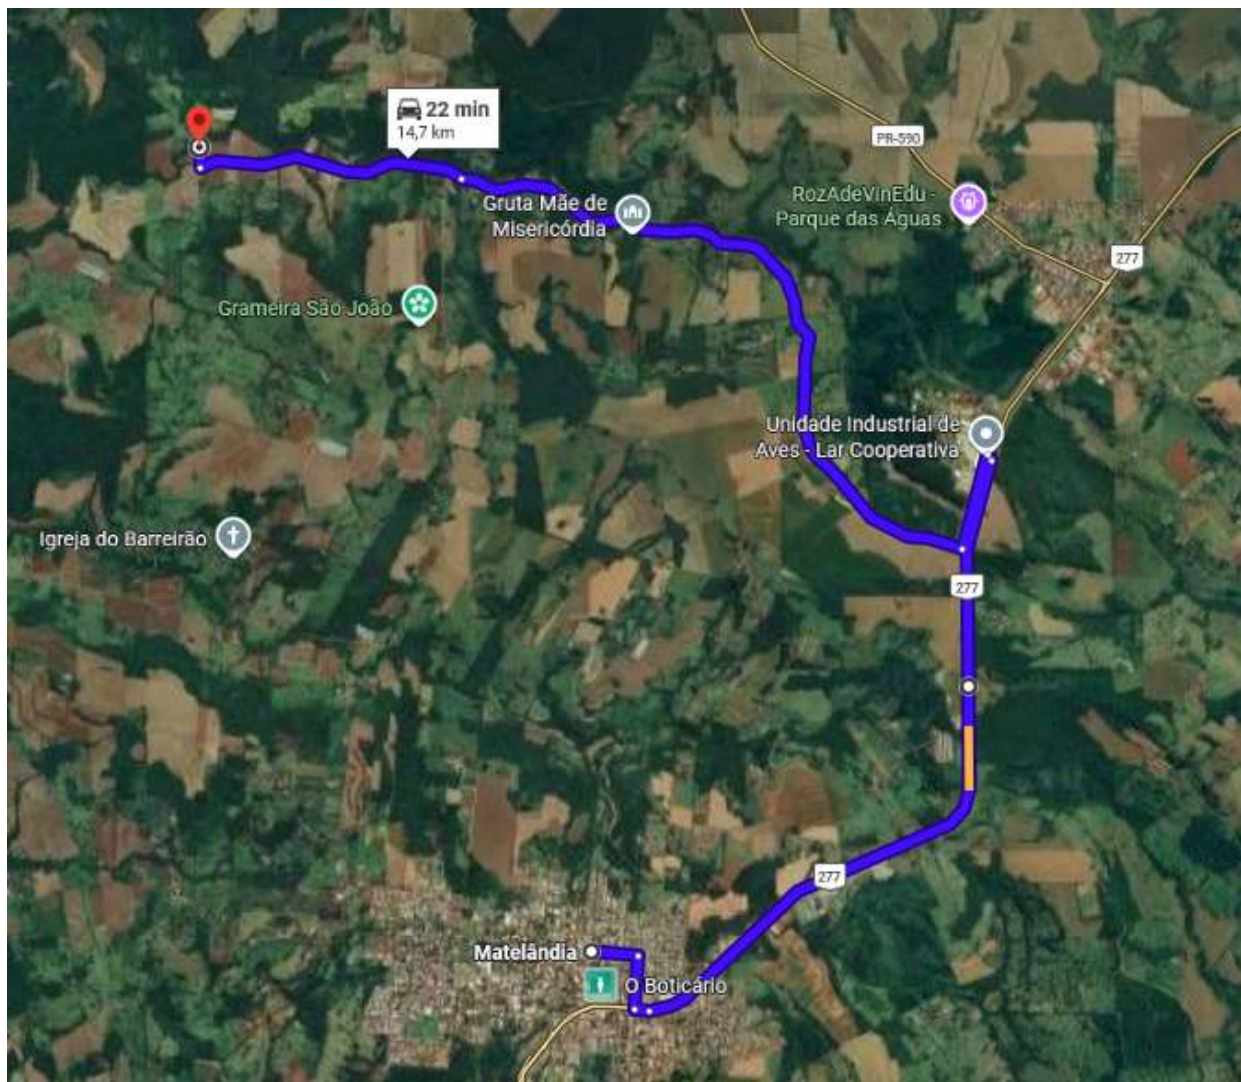 22 min
14,7 km
PR-590
RozAdeVinEdu -
Parque das Águas
Gruta Mãe de
Misericórdia
277
Grameira São João
Unidade Industrial de
Aves - Lar Cooperativa
Igreja do Barreirão
277
277
Matelândia
O Boticário